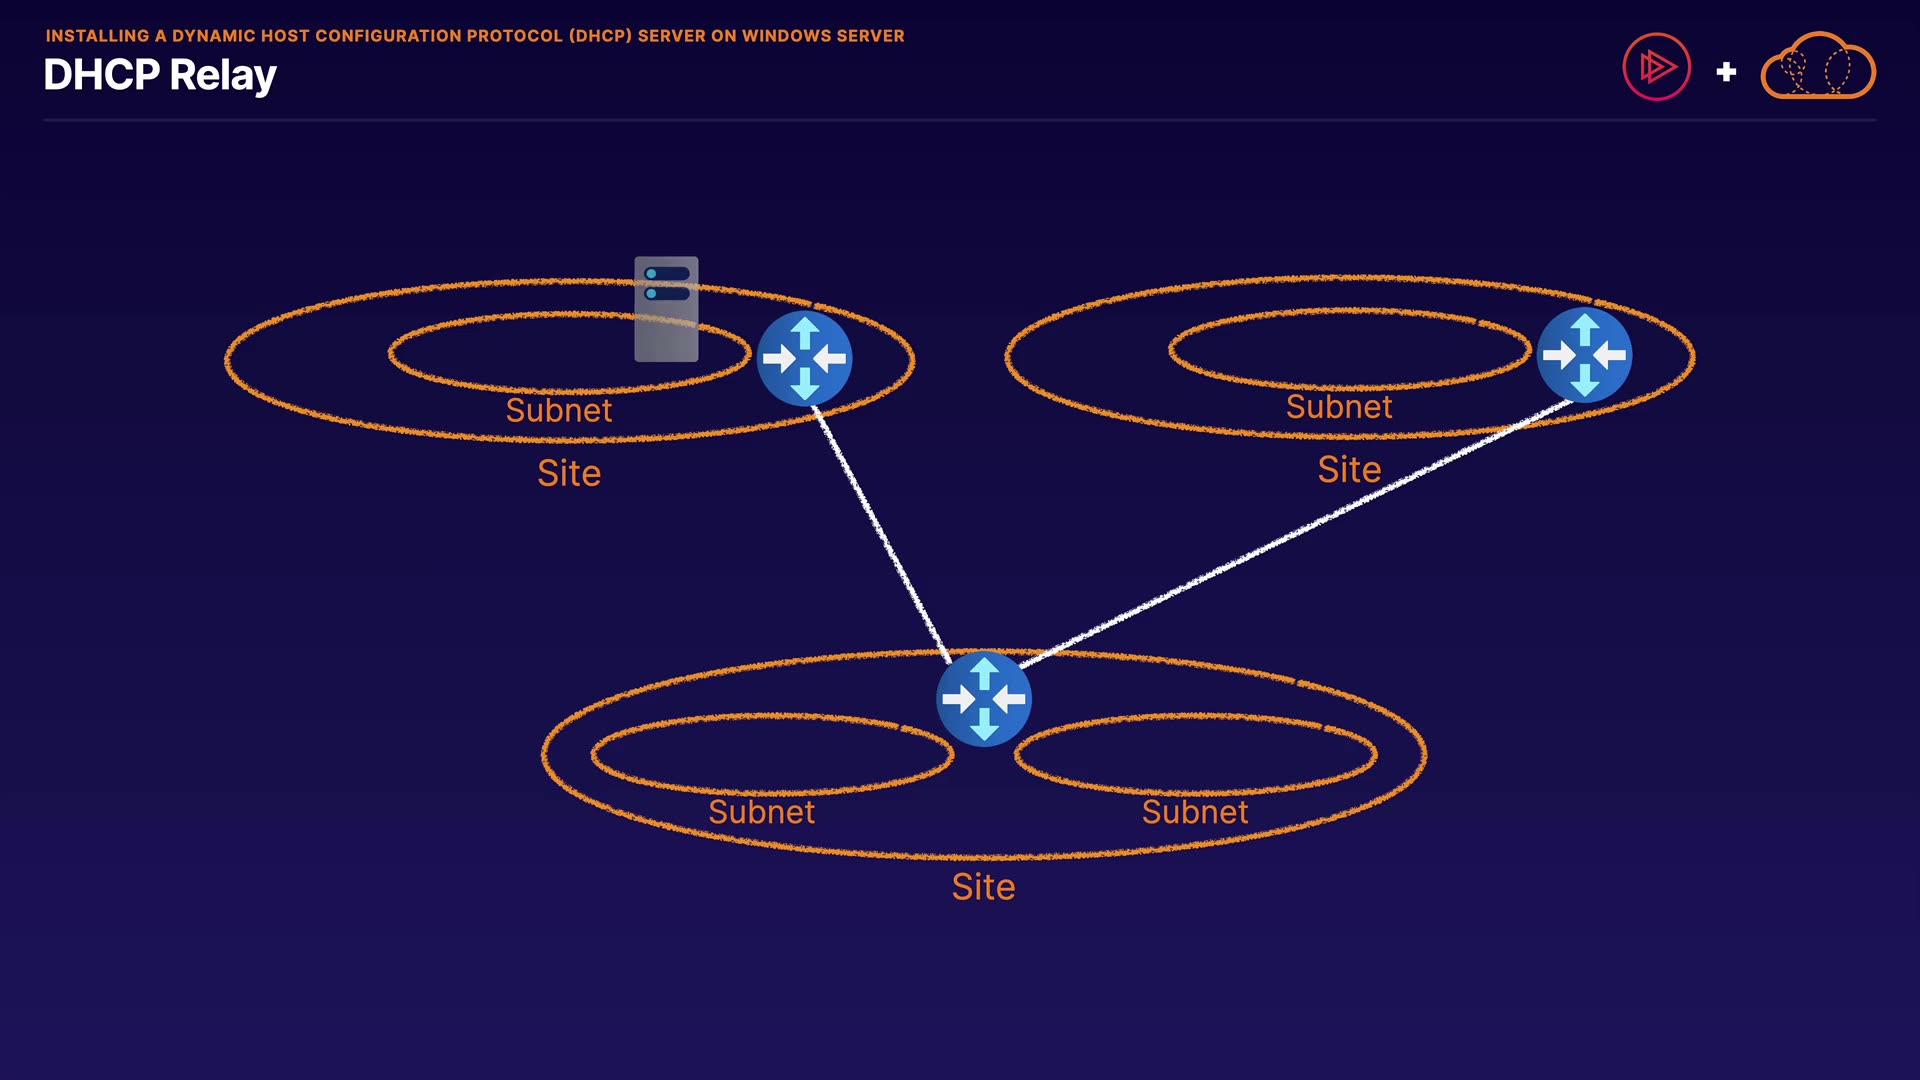 INSTALLING A DYNAMIC HOST CONFIGURATION PROTOCOL (DHCP) SERVER ON WINDOWS SERVER
DHCP Relay
Subnet
Subnet
Site
Site
Subnet
Subnet
Site